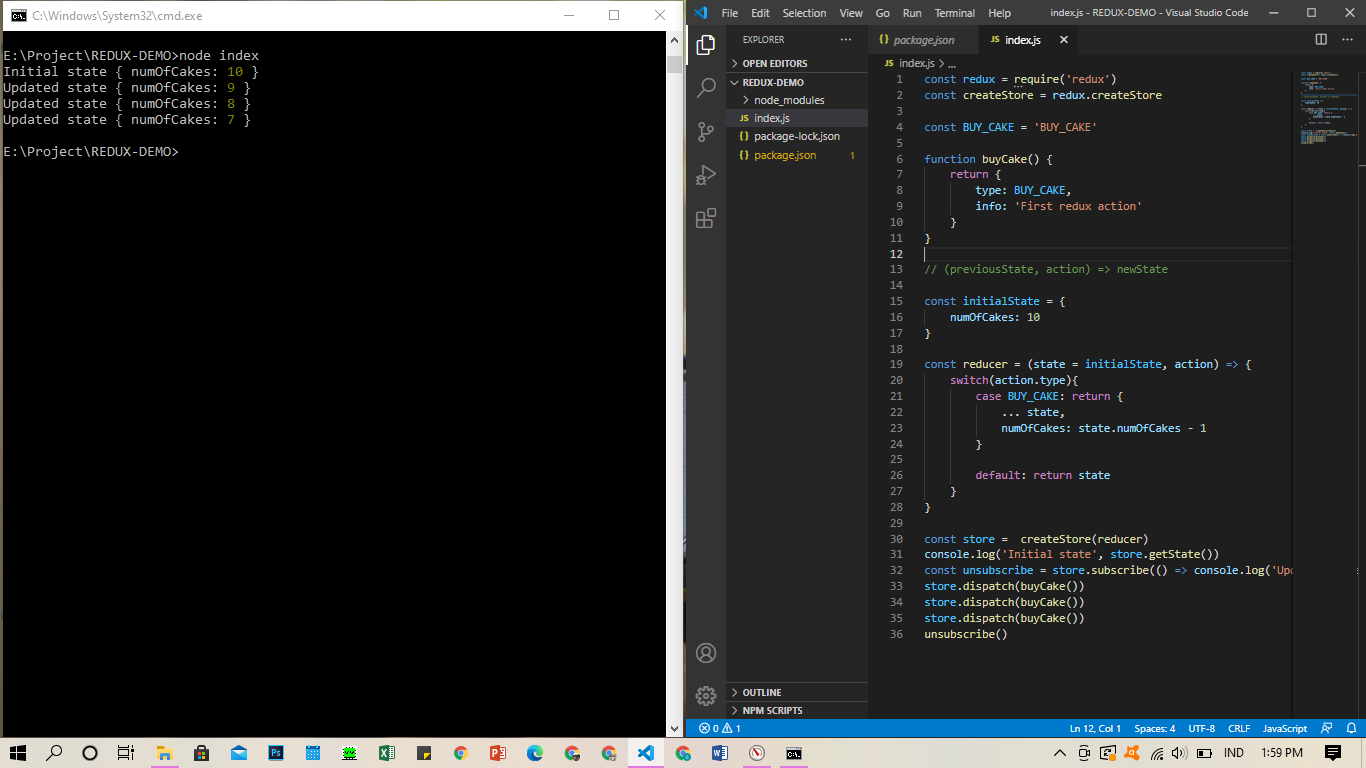 C:\Windows\System32\cmd.exe
E:\Project\REDUX-DEMO>node index
Initial state { numOfCakes: 10 }
Updated state { numOfCakes: 9 }
Updated state { numOfCakes: 8 }
Updated state { numOfCakes: 7 }
E:\Project\REDUX-DEMO>
File Edit Selection View Go Run Terminal Help index.js - REDUX-DEMO - Visual Studio Code
EXPLORER
OPEN EDITORS
REDUX-DEMO
node_modules
JS index.js
{} package-lock.json
{} package.json 1
OUTLINE
NPM SCRIPTS
{} package.json JS index.js
JS index.js > ...
1 const redux = require('redux')
2 const createStore = redux.createStore
3
4 const BUY_CAKE = 'BUY_CAKE'
5
6 function buyCake() {
7 return {
8 type: BUY_CAKE,
9 info: 'First redux action'
10 }
11 }
12
13 // (previousState, action) => newState
14
15 const initialState = {
16 numOfCakes: 10
17 }
18
19 const reducer = (state = initialState, action) => {
20 switch(action.type){
21 case BUY_CAKE: return {
22 ... state,
23 numOfCakes: state.numOfCakes - 1
24 }
25
26 default: return state
27 }
28 }
29
30 const store = createStore(reducer)
31 console.log('Initial state', store.getState())
32 const unsubscribe = store.subscribe(() => console.log('Upd
33 store.dispatch(buyCake())
34 store.dispatch(buyCake())
35 store.dispatch(buyCake())
36 unsubscribe()
0 1 Ln 12, Col 1 Spaces: 4 UTF-8 CRLF JavaScript
IND 1:59 PM